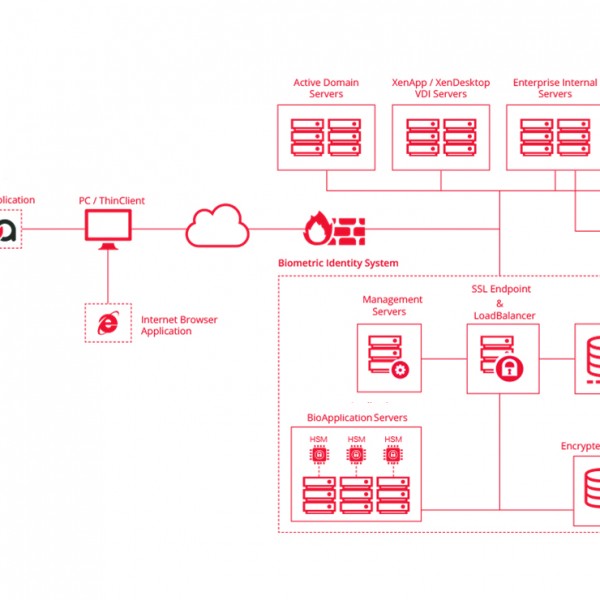 Active Domain
Servers
XenApp / XenDesktop
VDI Servers
Enterprise Internal
Servers
plication
PC / ThinClient
Biometric Identity System
Internet Browser
Application
Management
Servers
SSL Endpoint
&
LoadBalancer
BioApplication Servers
HSM
HSM
HSM
Encrypte